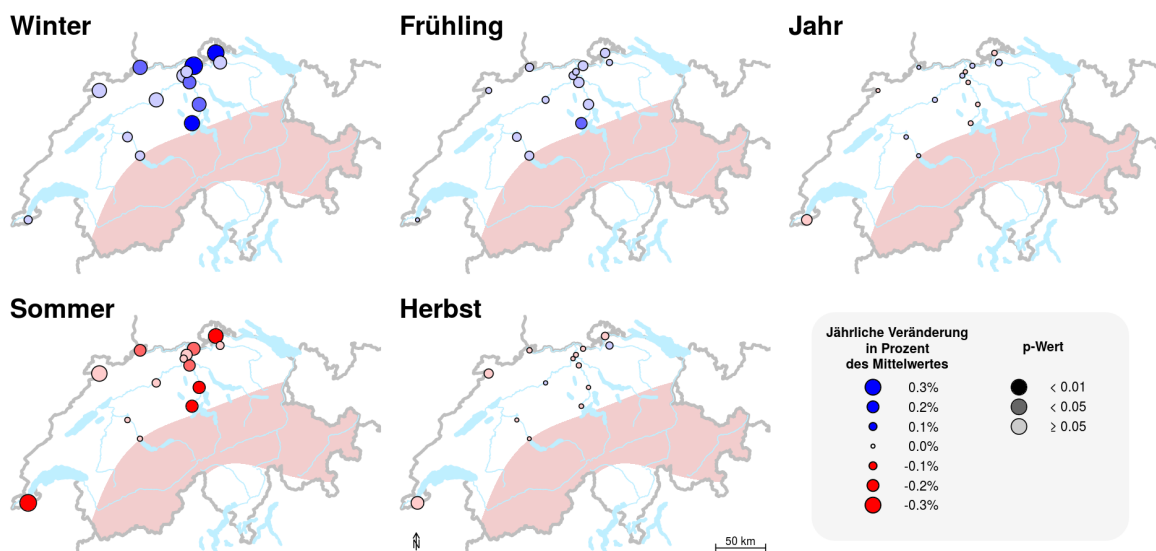 Winter
Frühling
Jahr
Sommer
Herbst
N
50 km
Jährliche Veränderung
in Prozent
des Mittelwertes
p-Wert
0.3%
0.2%
0.1%
0.0%
-0.1%
-0.2%
-0.3%
< 0.01
< 0.05
≥ 0.05